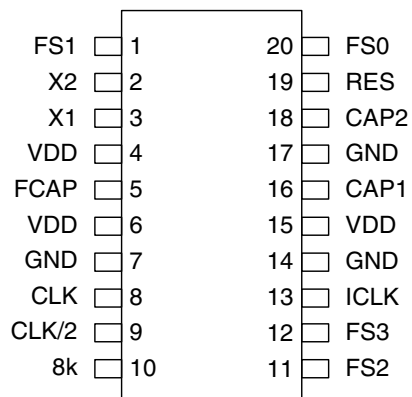 FS1 1 20 FS0
X2 2 19 RES
X1 3 18 CAP2
VDD 4 17 GND
FCAP 5 16 CAP1
VDD 6 15 VDD
GND 7 14 GND
CLK 8 13 ICLK
CLK/2 9 12 FS3
8k 10 11 FS2